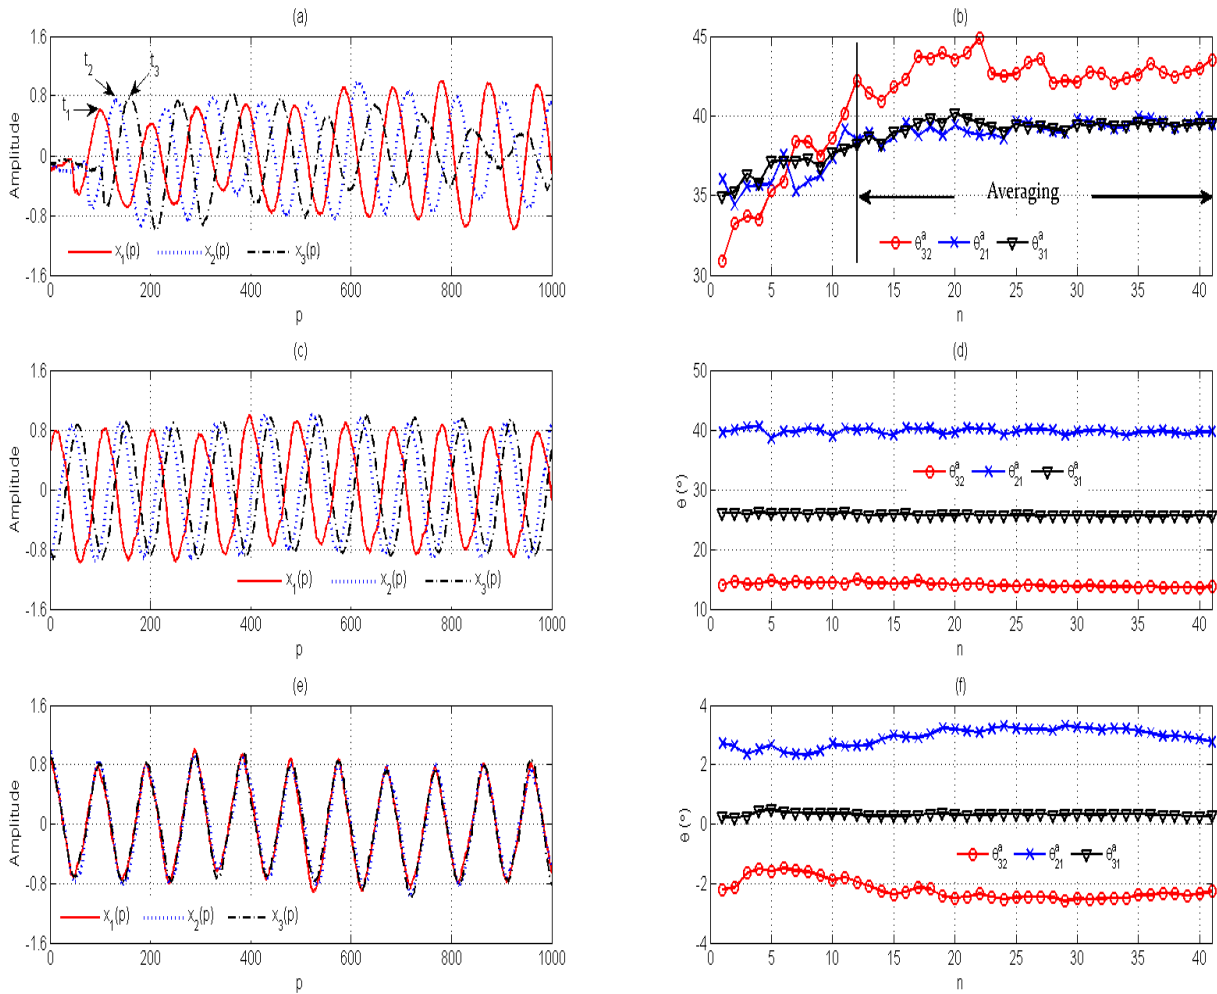 (a)
1.6
0.8
0
-0.8
-1.6
Amplitude
t1
t2
t3
x1(p) x2(p) x3(p)
0 200 400 600 800 1000
p
(b)
45
40
35
30
Averaging
θa32 θa21 θa31
0 5 10 15 20 25 30 35 40
n
(c)
1.6
0.8
0
-0.8
-1.6
Amplitude
x1(p) x2(p) x3(p)
0 200 400 600 800 1000
p
(d)
50
40
30
20
10
θ (°)
θa32 θa21 θa31
0 5 10 15 20 25 30 35 40
n
(e)
1.6
0.8
0
-0.8
-1.6
Amplitude
x1(p) x2(p) x3(p)
0 200 400 600 800 1000
p
(f)
4
2
0
-2
-4
θ (°)
θa32 θa21 θa31
0 5 10 15 20 25 30 35 40
n